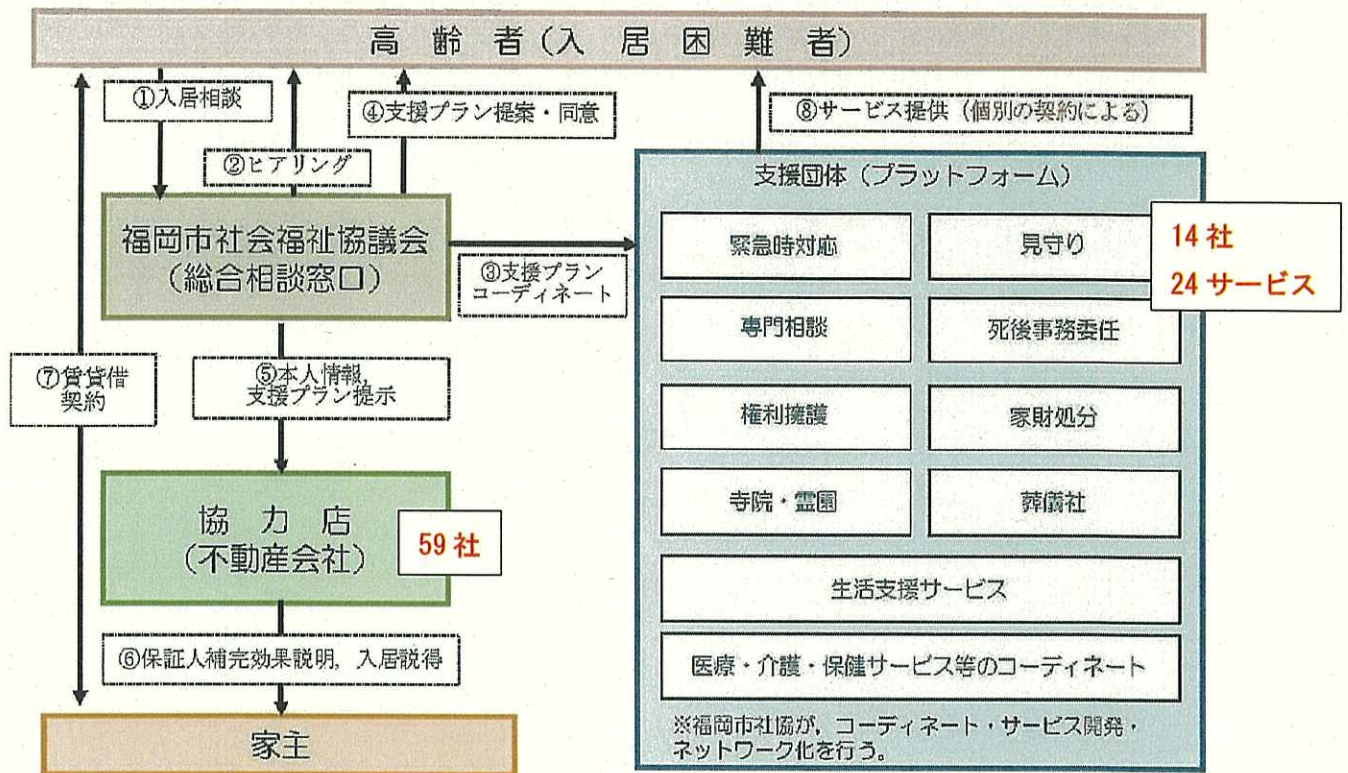 高 齢 者（入 居 困 難 者）
①入居相談
②ヒアリング
④支援プラン提案・同意
⑧サービス提供（個別の契約による）
福岡市社会福祉協議会
（総合相談窓口）
③支援プラン
コーディネート
支援団体（プラットフォーム）
緊急時対応
見守り
14 社
24 サービス
専門相談
死後事務委任
権利擁護
家財処分
寺院・霊園
葬儀社
生活支援サービス
医療・介護・保健サービス等のコーディネート
※福岡市社協が，コーディネート・サービス開発・
ネットワーク化を行う。
⑦賃貸借
契約
⑤本人情報，
支援プラン提示
協 力 店
（不動産会社）
59 社
⑥保証人補完効果説明，入居説得
家主